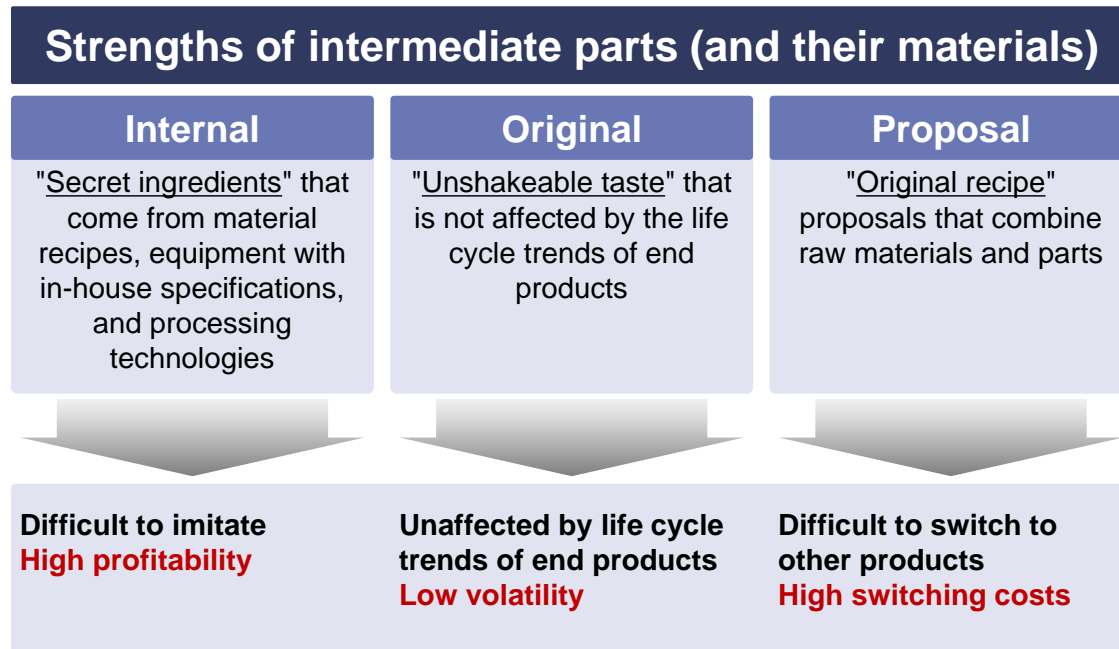 Strengths of intermediate parts (and their materials)
Internal
"Secret ingredients" that
come from material
recipes, equipment with
in-house specifications,
and processing
technologies
Original
"Unshakeable taste" that
is not affected by the life
cycle trends of end
products
Proposal
"Original recipe"
proposals that combine
raw materials and parts
Difficult to imitate
High profitability
Unaffected by life cycle
trends of end products
Low volatility
Difficult to switch to
other products
High switching costs